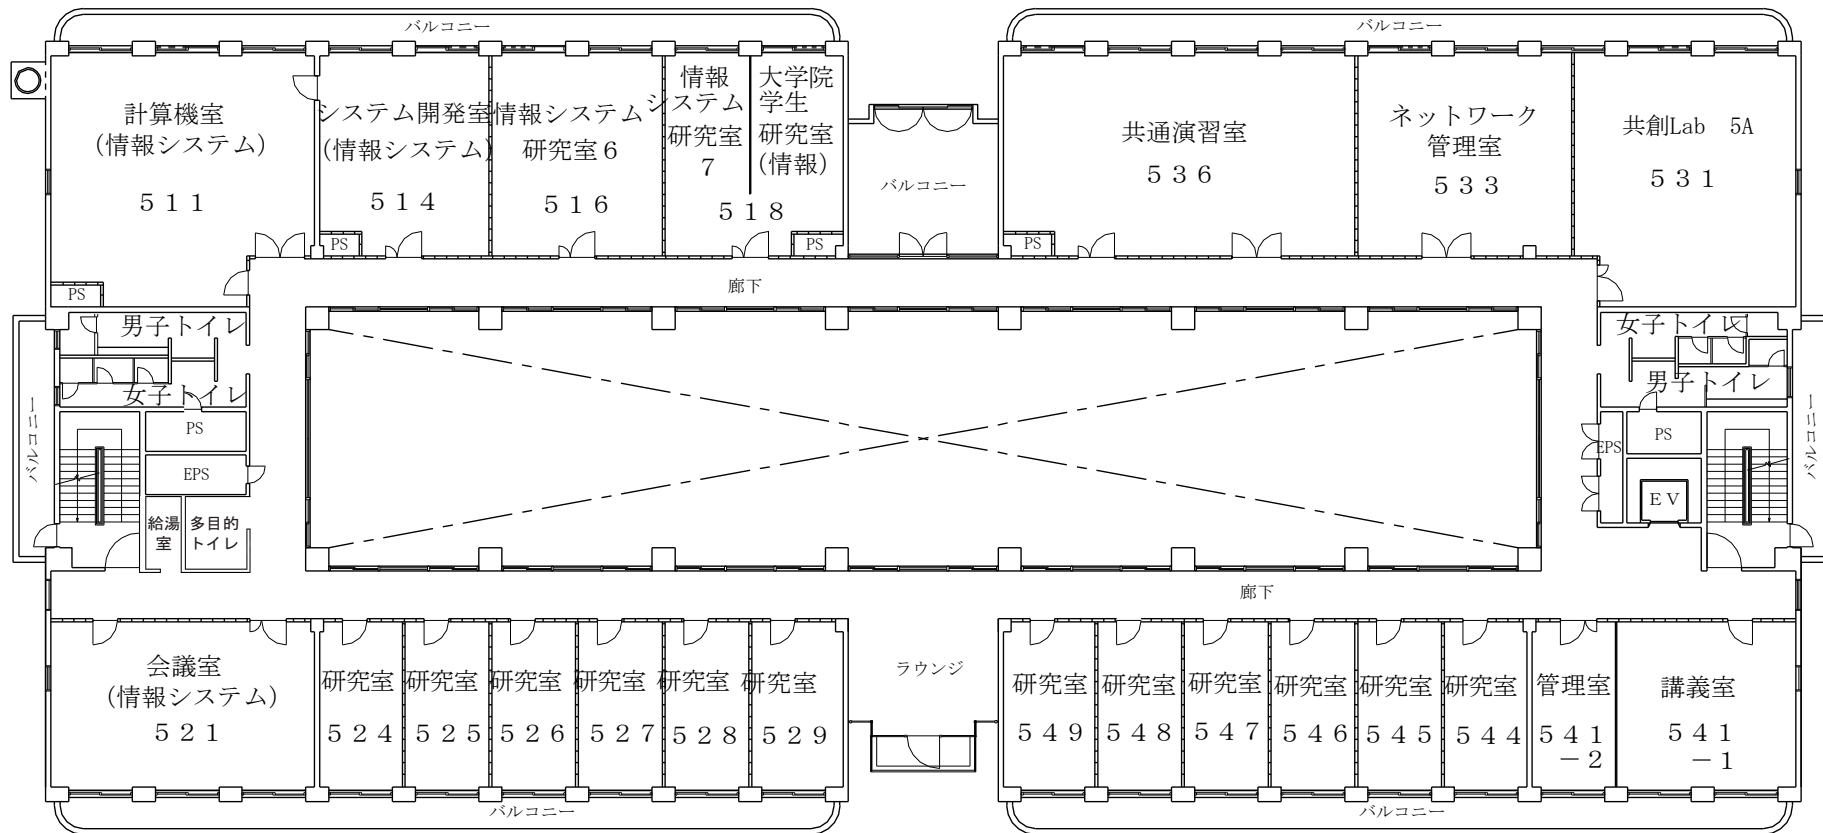 バルコニー
バルコニー
計算機室
(情報システム)
５１１
システム開発室
(情報システム)
５１４
情報システム
研究室６
５１６
情報
システム
研究室
７
大学院
学生
研究室
(情報)
５１８
バルコニー
共通演習室
５３６
ネットワーク
管理室
５３３
共創Lab 5A
５３１
PS
PS
PS
PS
廊下
男子トイレ
女子トイレ
女子トイレ
男子トイレ
バルコニー
PS
EPS
給湯
室
多目的
トイレ
EPS
PS
ＥＶ
バルコニー
廊下
会議室
(情報システム)
５２１
研究室
５２４
研究室
５２５
研究室
５２６
研究室
５２７
研究室
５２８
研究室
５２９
ラウンジ
研究室
５４９
研究室
５４８
研究室
５４７
研究室
５４６
研究室
５４５
研究室
５４４
管理室
５４１
－２
講義室
５４１
－１
バルコニー
バルコニー